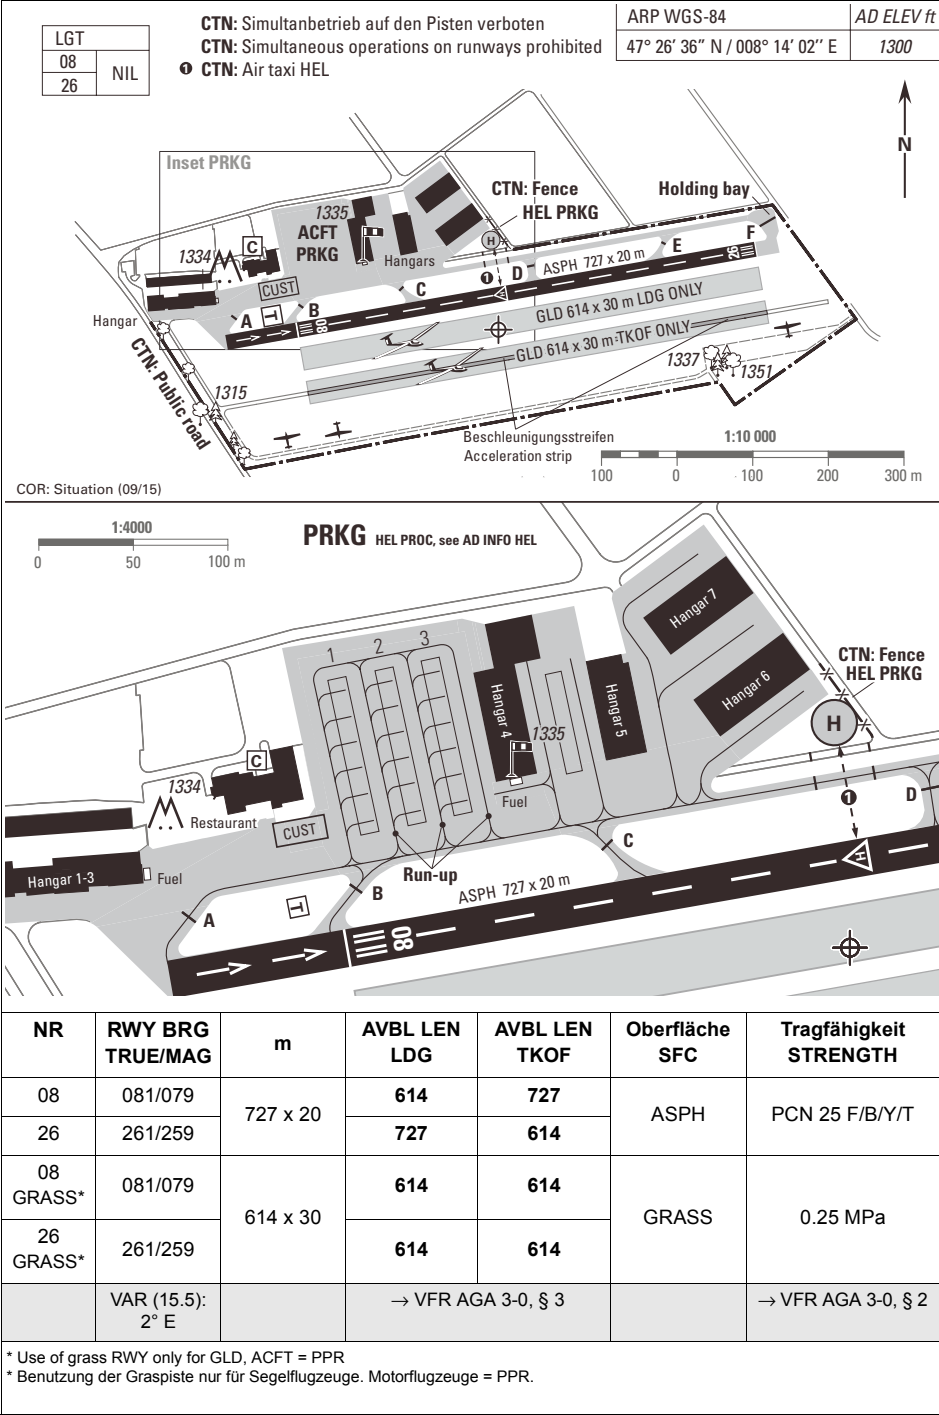 LGT
08
26
NIL
CTN: Simultanbetrieb auf den Pisten verboten
CTN: Simultaneous operations on runways prohibited
❶ CTN: Air taxi HEL
ARP WGS-84
AD ELEV ft
47° 26′ 36″ N / 008° 14′ 02′′ E
1300
N
Inset PRKG
CTN: Fence
HEL PRKG
Holding bay
1335
ACFT
PRKG
Hangars
H
1334
C
CUST
Hangar
A
T
B
C
D
E
F
❶
H
ASPH 727 x 20 m
08
26
GLD 614 x 30 m LDG ONLY
GLD 614 x 30 m TKOF ONLY
CTN: Public road
1315
1337
1351
Beschleunigungsstreifen
Acceleration strip
1:10 000
100
0
100
200
300 m
COR: Situation (09/15)
1:4000
0
50
100 m
PRKG HEL PROC, see AD INFO HEL
1
2
3
Hangar 4
Hangar 5
Hangar 6
Hangar 7
1335
Fuel
CTN: Fence
HEL PRKG
H
❶
H
1334
C
Restaurant
CUST
Hangar 1-3
Fuel
Run-up
A
T
B
C
D
ASPH 727 x 20 m
08
NR
RWY BRG
TRUE/MAG
m
AVBL LEN
LDG
AVBL LEN
TKOF
Oberfläche
SFC
Tragfähigkeit
STRENGTH
08
081/079
727 x 20
614
727
ASPH
PCN 25 F/B/Y/T
26
261/259
727
614
08
GRASS*
081/079
614 x 30
614
614
GRASS
0.25 MPa
26
GRASS*
261/259
614
614
VAR (15.5):
2° E
→ VFR AGA 3-0, § 3
→ VFR AGA 3-0, § 2
* Use of grass RWY only for GLD, ACFT = PPR
* Benutzung der Graspiste nur für Segelflugzeuge. Motorflugzeuge = PPR.